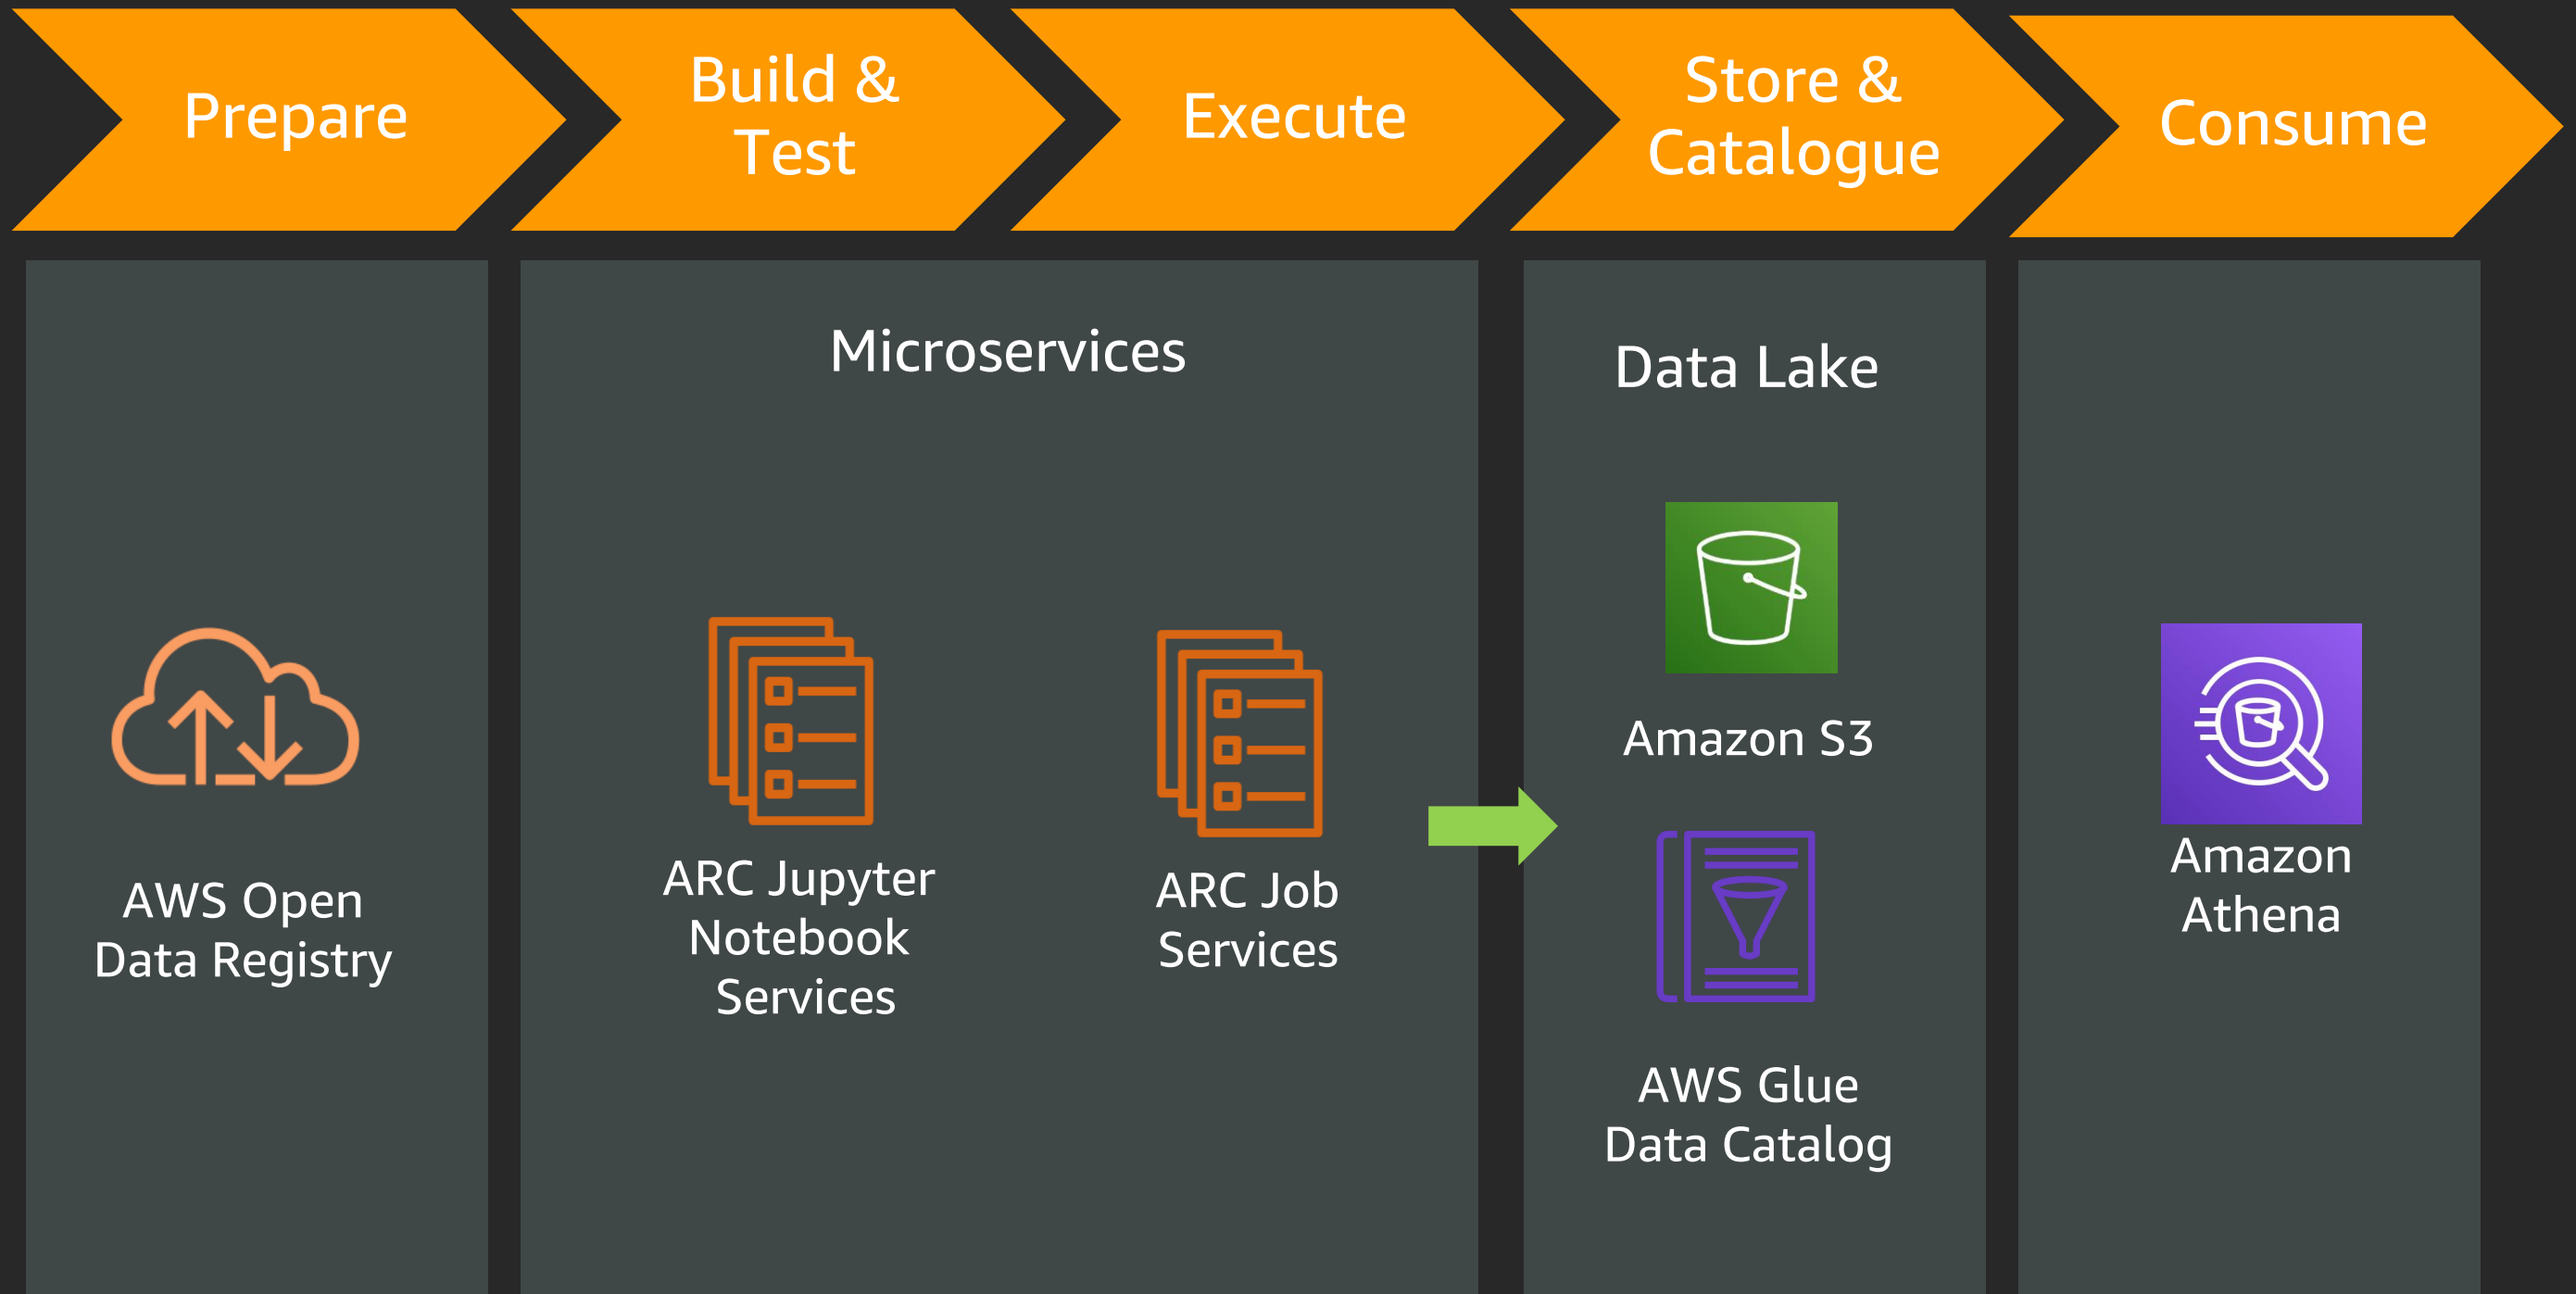 Prepare
Build &
Test
Execute
Store &
Catalogue
Consume
Microservices
Data Lake
AWS Open
Data Registry
ARC Jupyter
Notebook
Services
ARC Job
Services
Amazon S3
AWS Glue
Data Catalog
Amazon
Athena